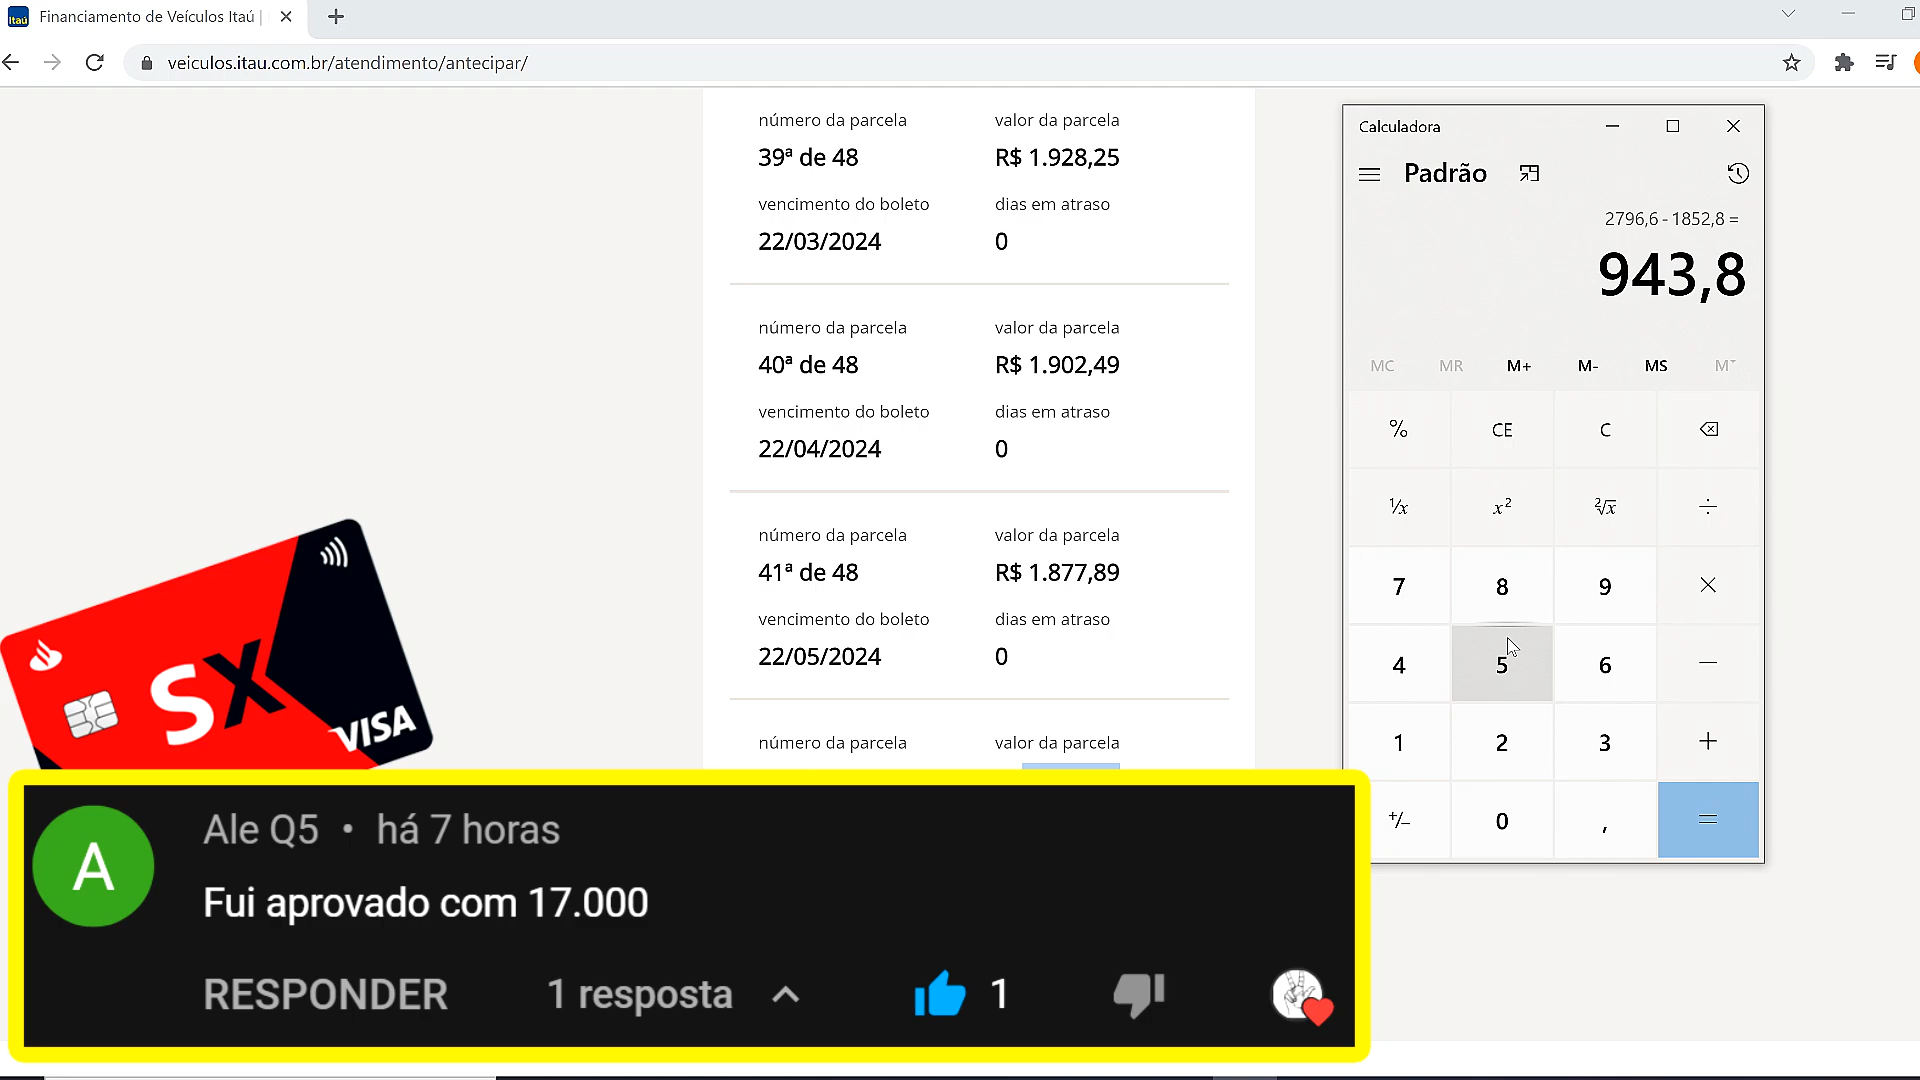 Itaú
Financiamento de Veículos Itaú |
veiculos.itau.com.br/atendimento/antecipar/
número da parcela
valor da parcela
39ª de 48
R$ 1.928,25
vencimento do boleto
dias em atraso
22/03/2024
0
número da parcela
valor da parcela
40ª de 48
R$ 1.902,49
vencimento do boleto
dias em atraso
22/04/2024
0
número da parcela
valor da parcela
41ª de 48
R$ 1.877,89
vencimento do boleto
dias em atraso
22/05/2024
0
número da parcela
valor da parcela
Calculadora
Padrão
2796,6 - 1852,8 =
943,8
MC MR M+ M- MS M˅
% CE C
¹/x x² ²√x ÷
7 8 9 ×
4 5 6 −
1 2 3 +
+/− 0 , =
SX
VISA
A
Ale Q5 • há 7 horas
Fui aprovado com 17.000
RESPONDER
1 resposta
1